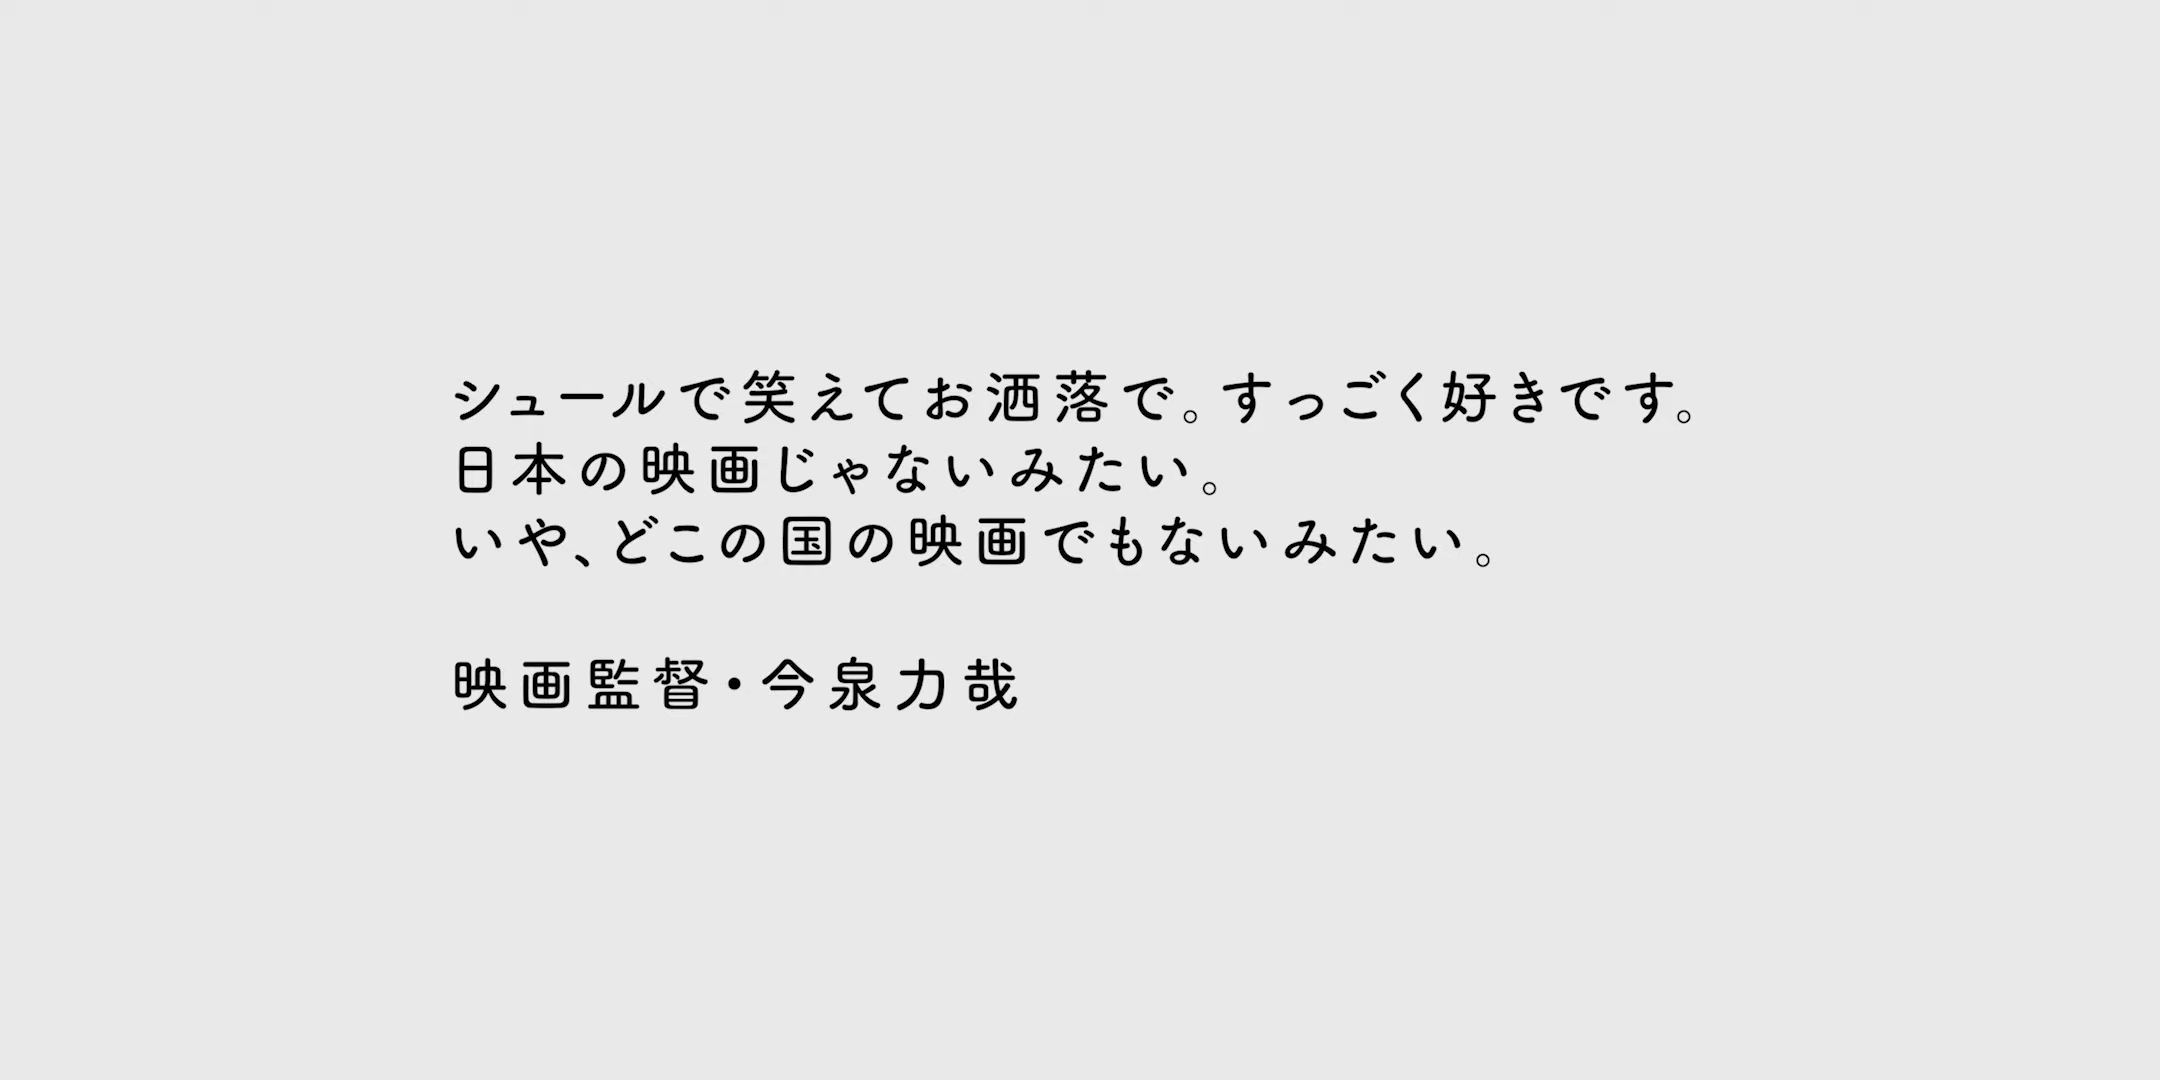 シュールで笑えてお洒落で。すっごく好きです。
日本の映画じゃないみたい。
いや、どこの国の映画でもないみたい。
映画監督・今泉力哉